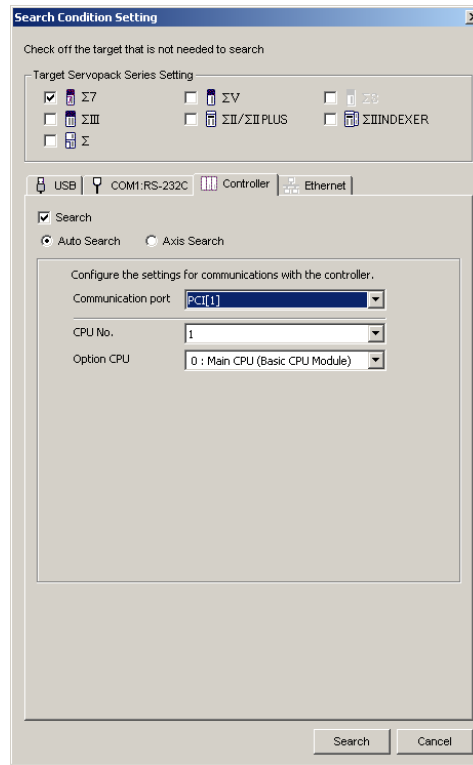 Search Condition Setting
Check off the target that is not needed to search
Target Servopack Series Setting
Σ7 ΣV ΣS
ΣIII ΣII/ΣIIPLUS ΣIIINDEXER
Σ
USB COM1:RS-232C Controller Ethernet
Search
Auto Search Axis Search
Configure the settings for communications with the controller.
Communication port PCI[1]
CPU No. 1
Option CPU 0 : Main CPU (Basic CPU Module)
Search Cancel